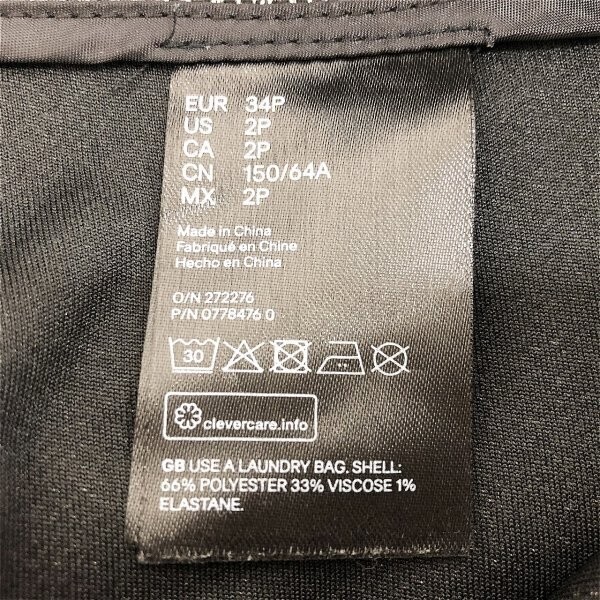 EUR 34P
US 2P
CA 2P
CN 150/64A
MX 2P
Made in China
Fabriqué en Chine
Hecho en China
O/N 272276
P/N 0778476 0
30
clevercare.info
GB USE A LAUNDRY BAG. SHELL:
66% POLYESTER 33% VISCOSE 1%
ELASTANE.